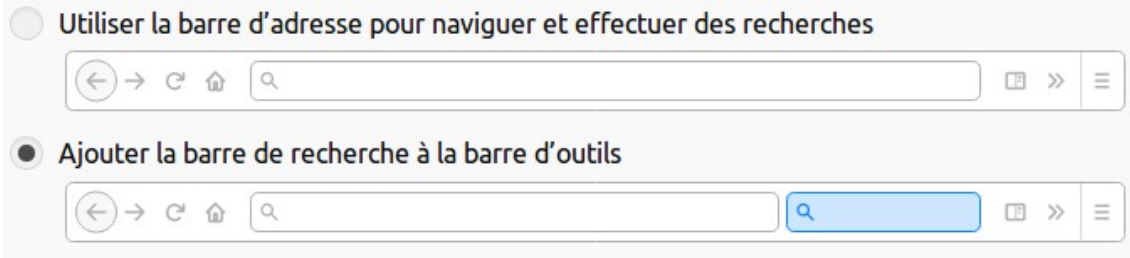 Utiliser la barre d’adresse pour naviguer et effectuer des recherches
Ajouter la barre de recherche à la barre d’outils